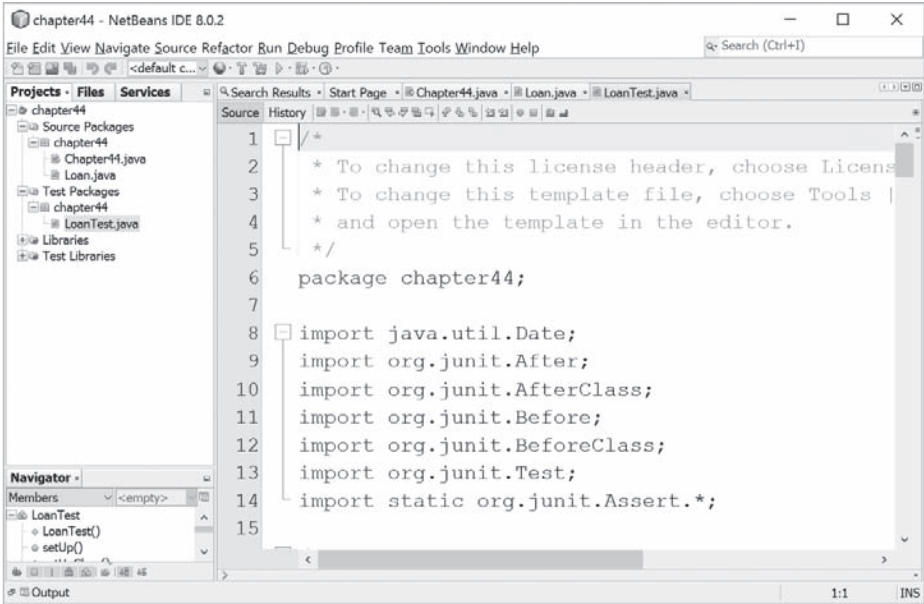 chapter44 - NetBeans IDE 8.0.2
File Edit View Navigate Source Refactor Run Debug Profile Team Tools Window Help
Search (Ctrl+I)
<default c...
Projects Files Services
Search Results Start Page Chapter44.java Loan.java LoanTest.java
Source History
chapter44
Source Packages
chapter44
Chapter44.java
Loan.java
Test Packages
chapter44
LoanTest.java
Libraries
Test Libraries
1 /*
2 * To change this license header, choose Licens
3 * To change this template file, choose Tools |
4 * and open the template in the editor.
5 */
6 package chapter44;
7
8 import java.util.Date;
9 import org.junit.After;
10 import org.junit.AfterClass;
11 import org.junit.Before;
12 import org.junit.BeforeClass;
13 import org.junit.Test;
14 import static org.junit.Assert.*;
15
Navigator
Members <empty>
LoanTest
LoanTest()
setUp()
Output
1:1 INS